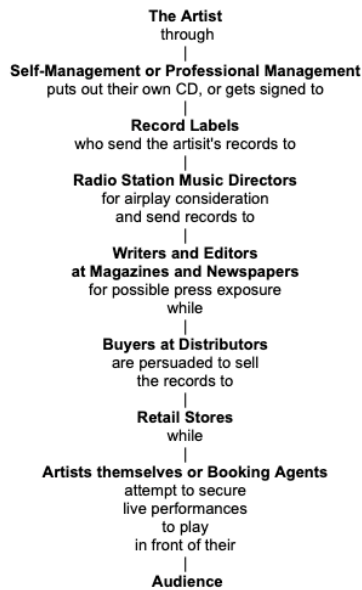 The Artist
through
|
Self-Management or Professional Management
puts out their own CD, or gets signed to
|
Record Labels
who send the artisit's records to
|
Radio Station Music Directors
for airplay consideration
and send records to
|
Writers and Editors
at Magazines and Newspapers
for possible press exposure
while
|
Buyers at Distributors
are persuaded to sell
the records to
|
Retail Stores
while
|
Artists themselves or Booking Agents
attempt to secure
live performances
to play
in front of their
|
Audience